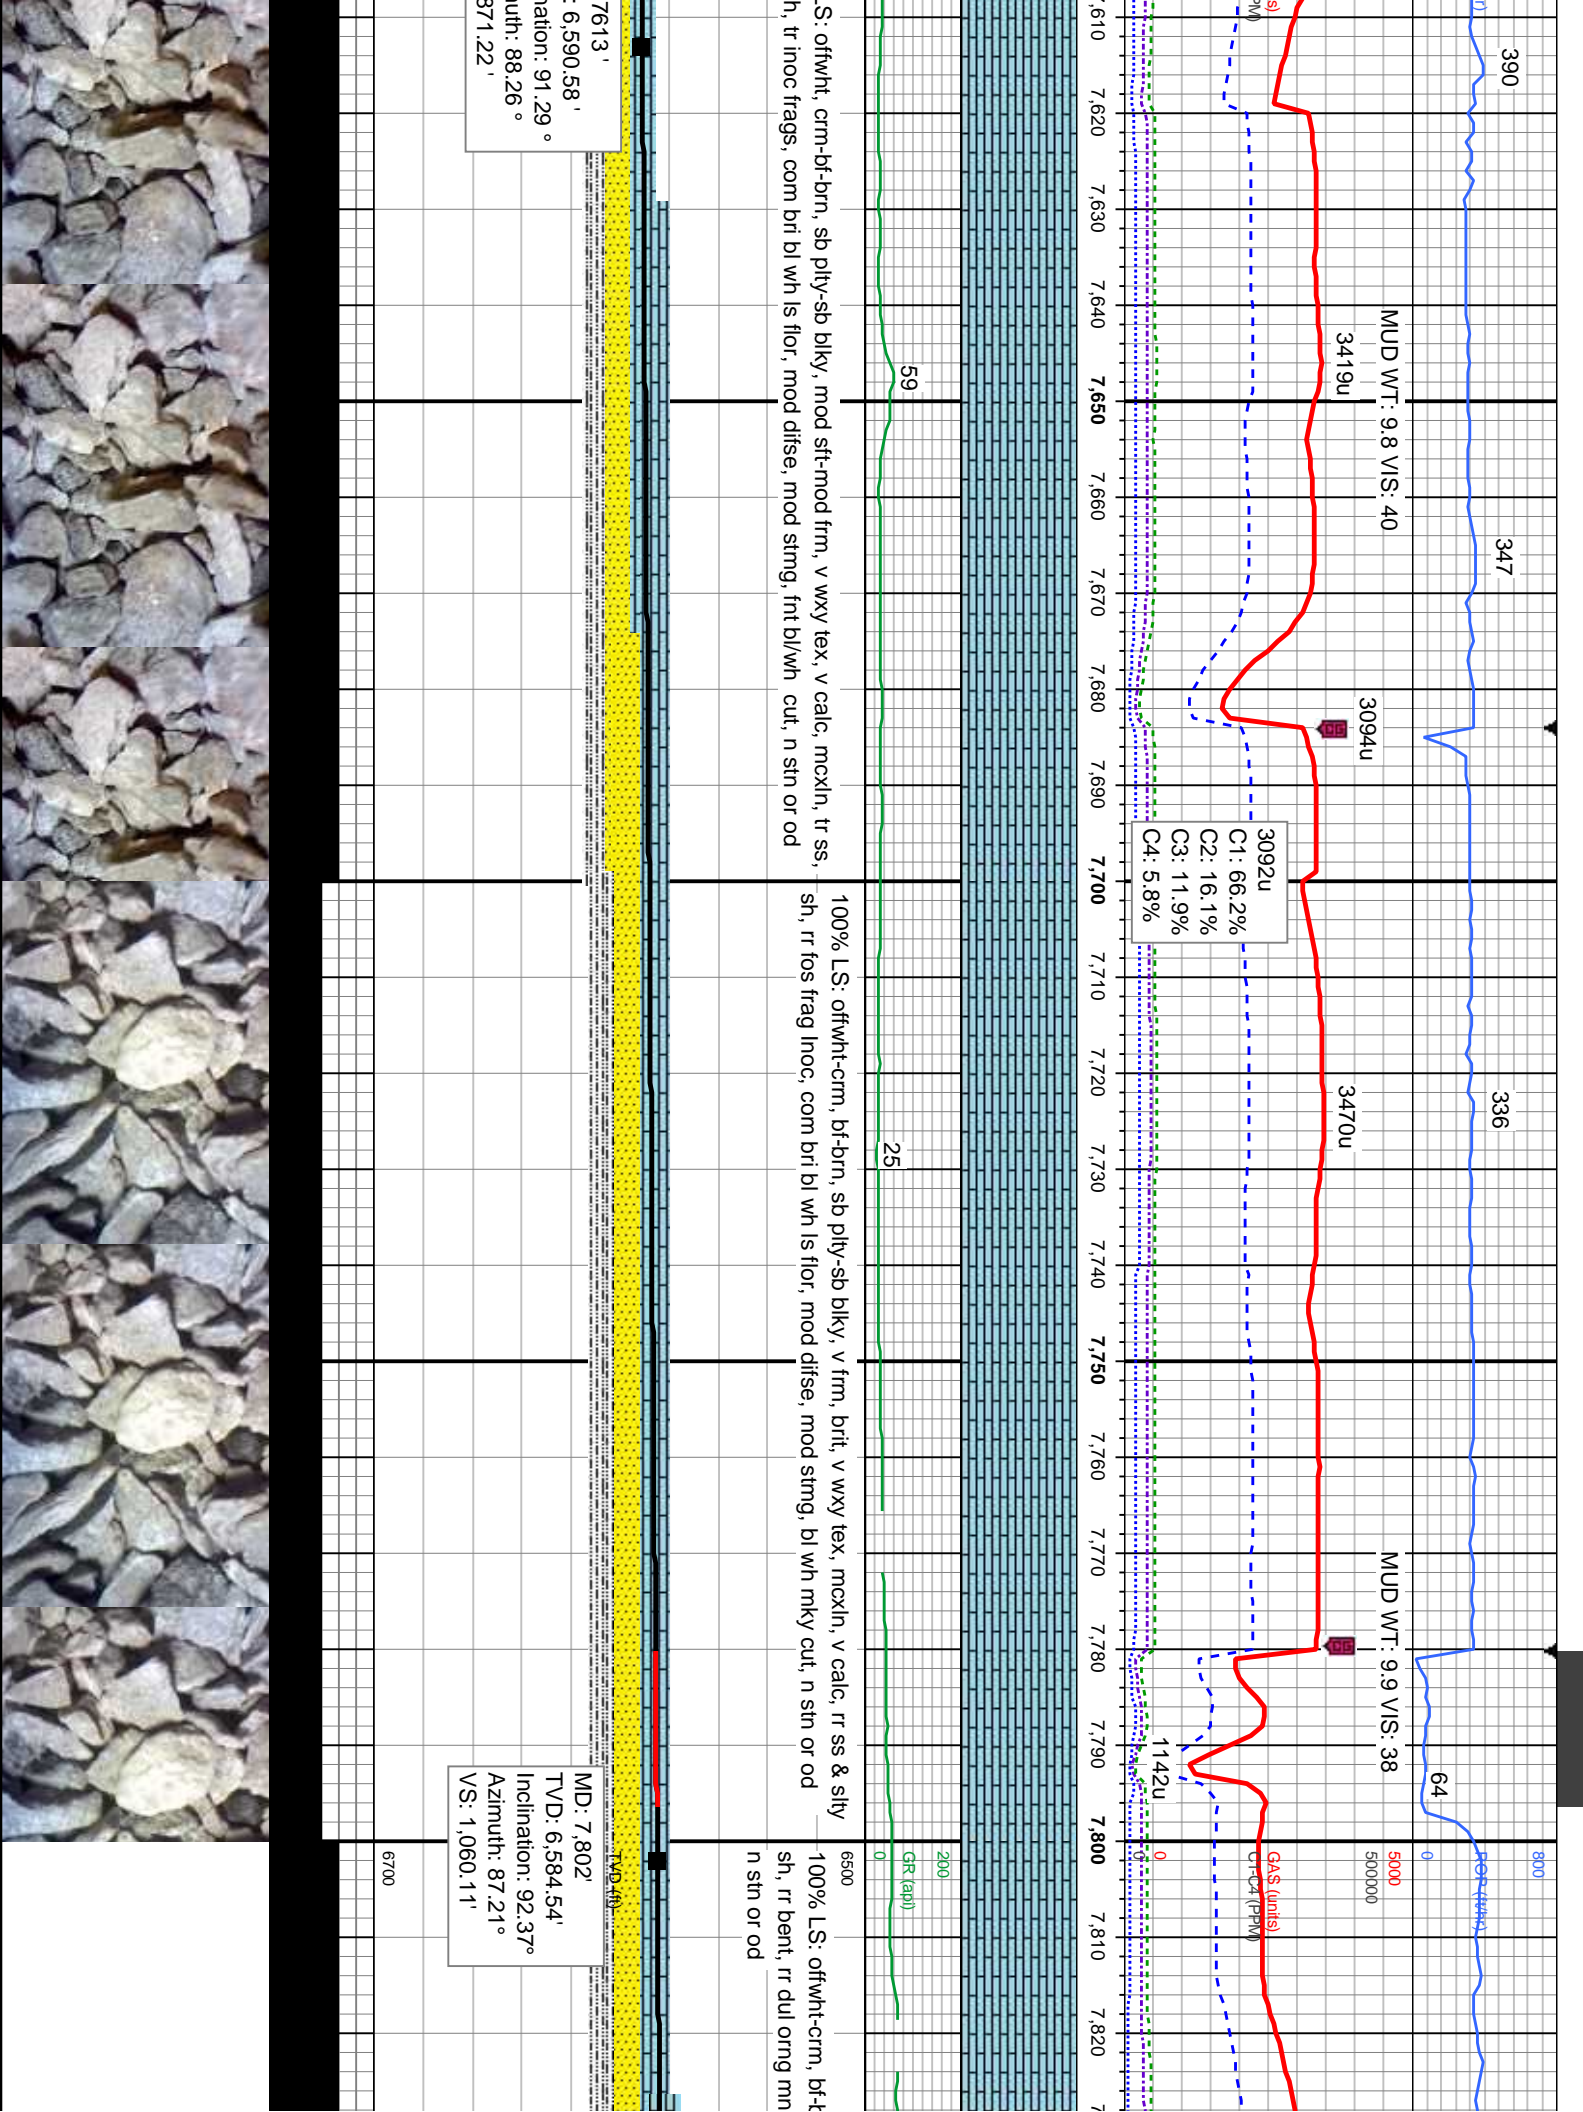 390
347
336
64
800
ROP (ft/hr)
0
MUD WT: 9.8 VIS: 40
MUD WT: 9.9 VIS: 38
3419u
3094u
3470u
1142u
5000
500000
GAS (units)
C1-C4 (PPM)
0
0
3092u
C1: 66.2%
C2: 16.1%
C3: 11.9%
C4: 5.8%
7,610
7,620
7,630
7,640
7,650
7,660
7,670
7,680
7,690
7,700
7,710
7,720
7,730
7,740
7,750
7,760
7,770
7,780
7,790
7,800
7,810
7,820
59
25
200
GR (api)
0
LS: offwht, crm-bf-brn, sb plty-sb blky, mod sft-mod frm, v wxy tex, v calc, mcxln, tr ss,
h, tr inoc frags, com bri bl wh ls flor, mod difse, mod stmg, fnt bl/wh cut, n stn or od
100% LS: offwht-crm, bf-brn, sb plty-sb blky, v frm, brit, v wxy tex, mcxln, v calc, rr ss & slty
sh, rr fos frag Inoc, com bri bl wh ls flor, mod difse, mod stmg, bl wh mky cut, n stn or od
100% LS: offwht-crm, bf-b
sh, rr bent, rr dul orng mn
n stn or od
6500
TVD (ft)
6700
7613 '
: 6,590.58 '
nation: 91.29 °
uth: 88.26 °
871.22 '
MD: 7,802'
TVD: 6,584.54'
Inclination: 92.37°
Azimuth: 87.21°
VS: 1,060.11'